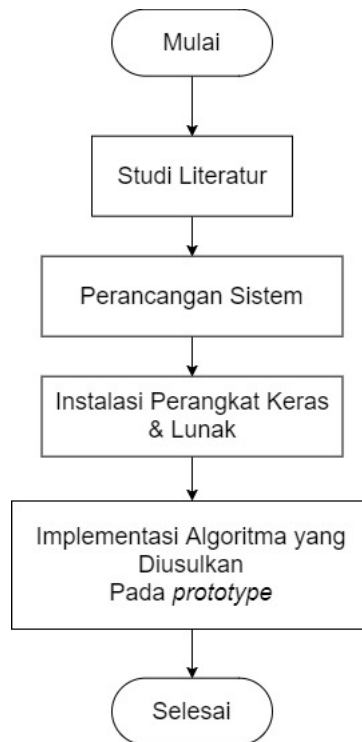 Mulai
Studi Literatur
Perancangan Sistem
Instalasi Perangkat Keras
& Lunak
Implementasi Algoritma yang
Diusulkan
Pada prototype
Selesai